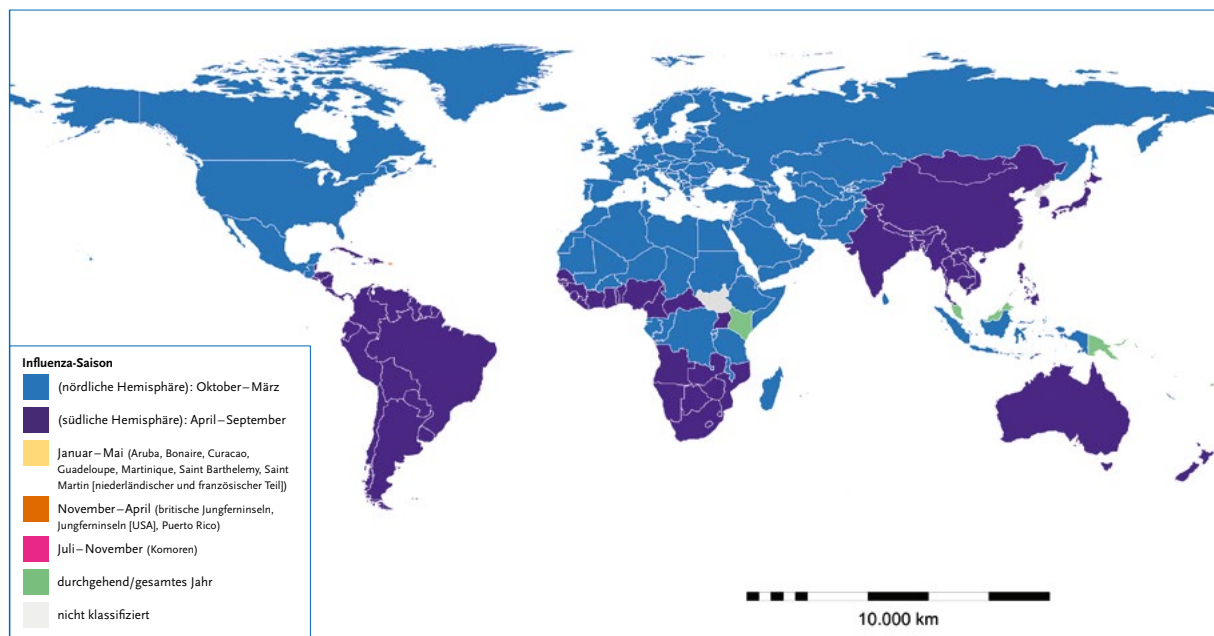 Influenza-Saison
(nördliche Hemisphäre): Oktober – März
(südliche Hemisphäre): April – September
Januar – Mai (Aruba, Bonaire, Curacao,
Guadeloupe, Martinique, Saint Barthelemy, Saint
Martin [niederländischer und französischer Teil])
November – April (britische Jungferninseln,
Jungferninseln [USA], Puerto Rico)
Juli – November (Komoren)
durchgehend/gesamtes Jahr
nicht klassifiziert
10.000 km